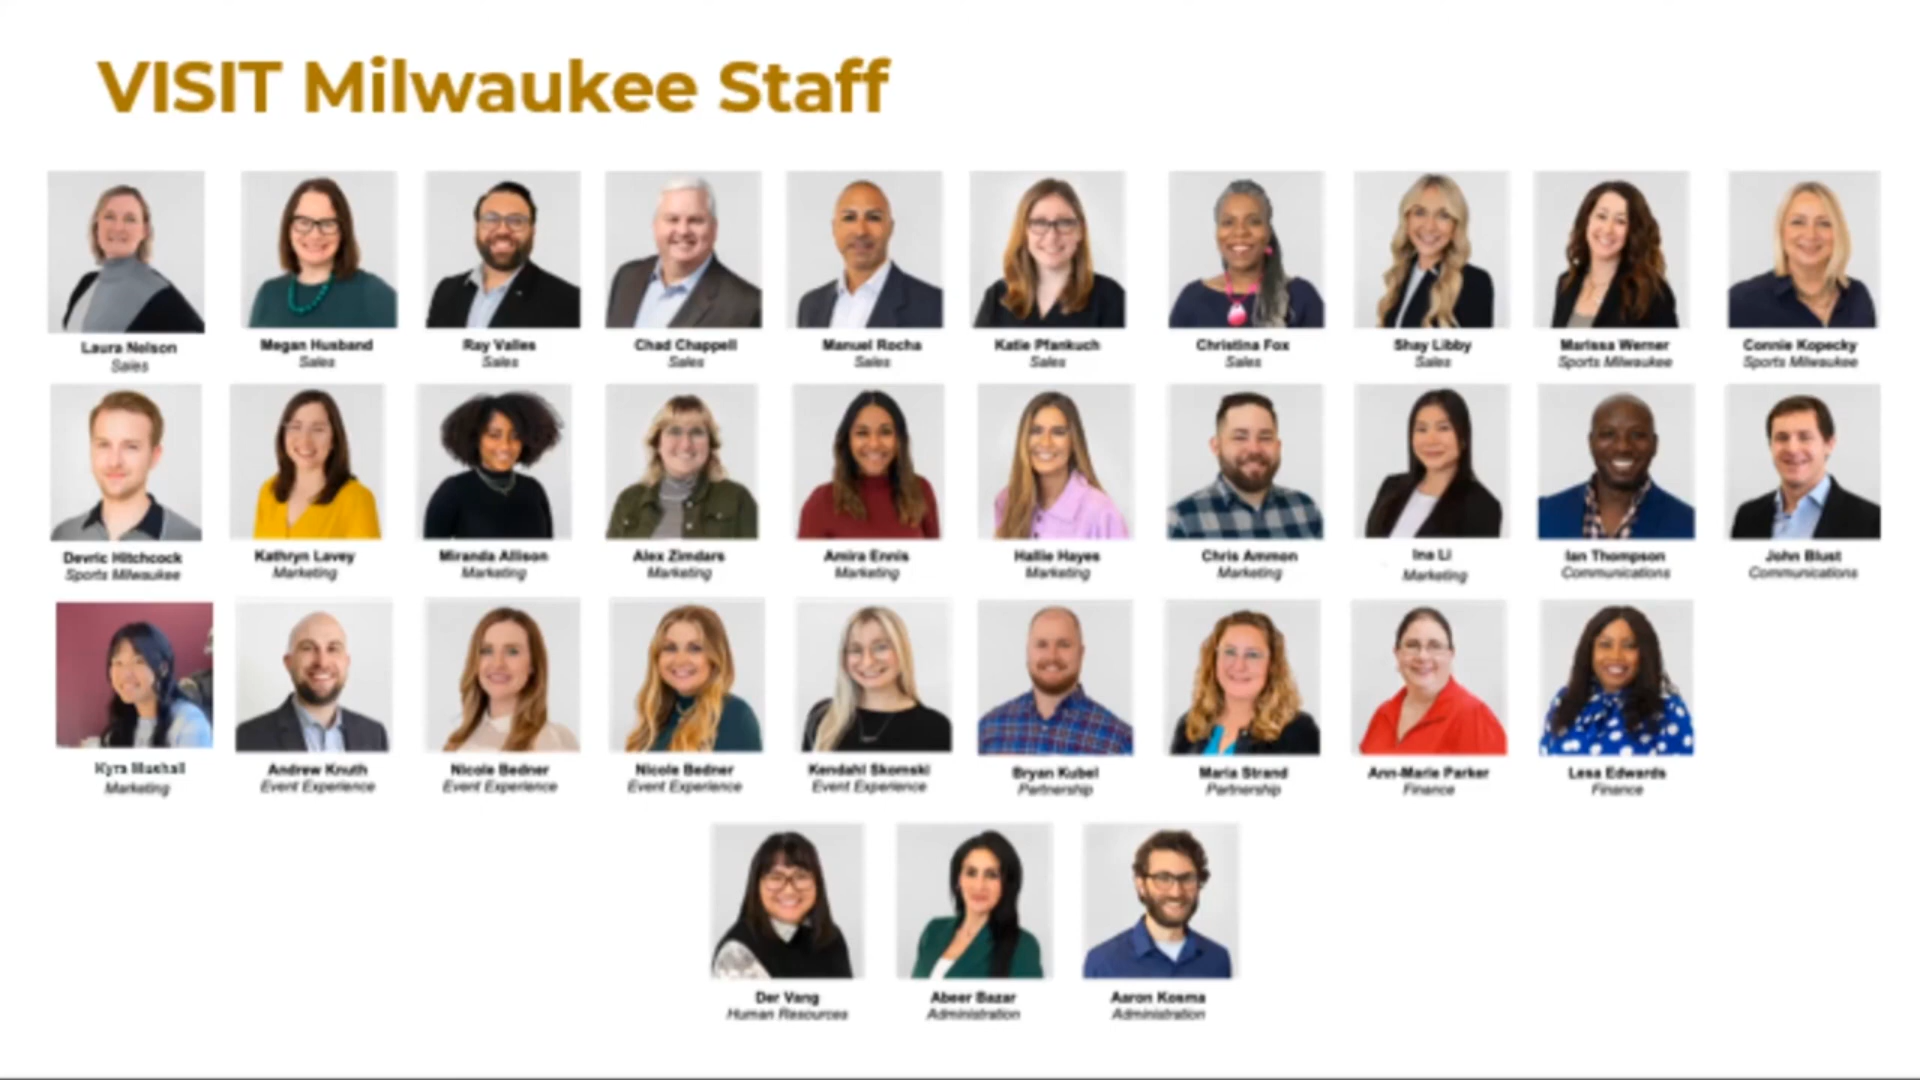 VISIT Milwaukee Staff
Laura Nelson
Sales
Megan Husband
Sales
Ray Valles
Sales
Chad Chappell
Sales
Manuel Rocha
Sales
Katie Pfankuch
Sales
Christina Fox
Sales
Shay Libby
Sales
Marissa Werner
Sports Milwaukee
Connie Kopecky
Sports Milwaukee
Devric Hitchcock
Sports Milwaukee
Kathryn Lavey
Marketing
Miranda Allison
Marketing
Alex Zimdars
Marketing
Amira Ennis
Marketing
Hallie Hayes
Marketing
Chris Ammon
Marketing
Ina Li
Marketing
Ian Thompson
Communications
John Blust
Communications
Kyra
Marketing
Andrew Knuth
Event Experience
Nicole Bedner
Event Experience
Nicole Bedner
Event Experience
Kendahl Skomski
Event Experience
Bryan Kubel
Partnership
Maria Strand
Partnership
Ann-Marie Parker
Finance
Lesa Edwards
Finance
Der Vang
Human Resources
Abeer Bazar
Administration
Aaron Kosma
Administration